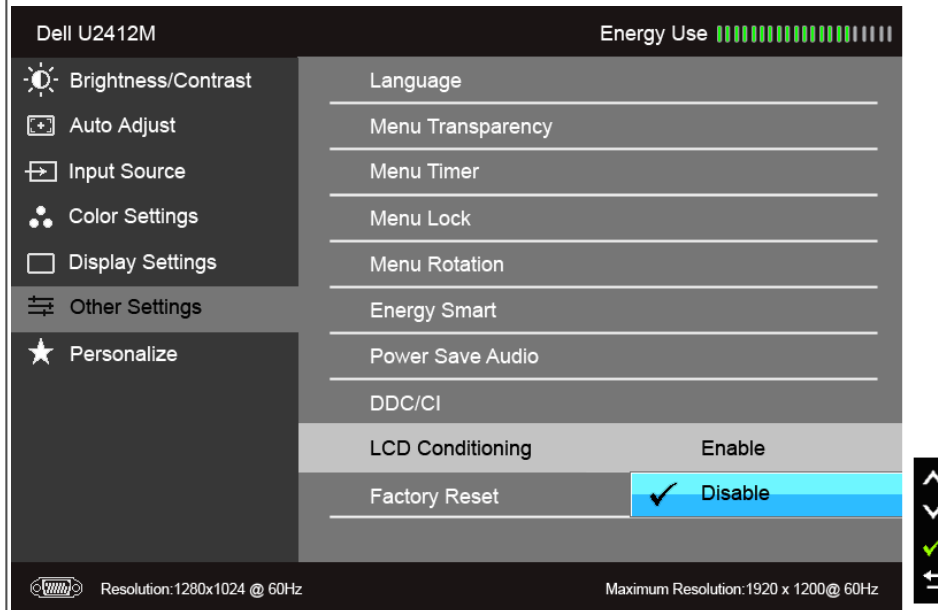 Dell U2412M Energy Use
Brightness/Contrast Language
Auto Adjust Menu Transparency
Input Source Menu Timer
Color Settings Menu Lock
Display Settings Menu Rotation
Other Settings Energy Smart
Personalize Power Save Audio
DDC/CI
LCD Conditioning Enable
Factory Reset Disable
Resolution:1280x1024 @ 60Hz Maximum Resolution:1920 x 1200@ 60Hz